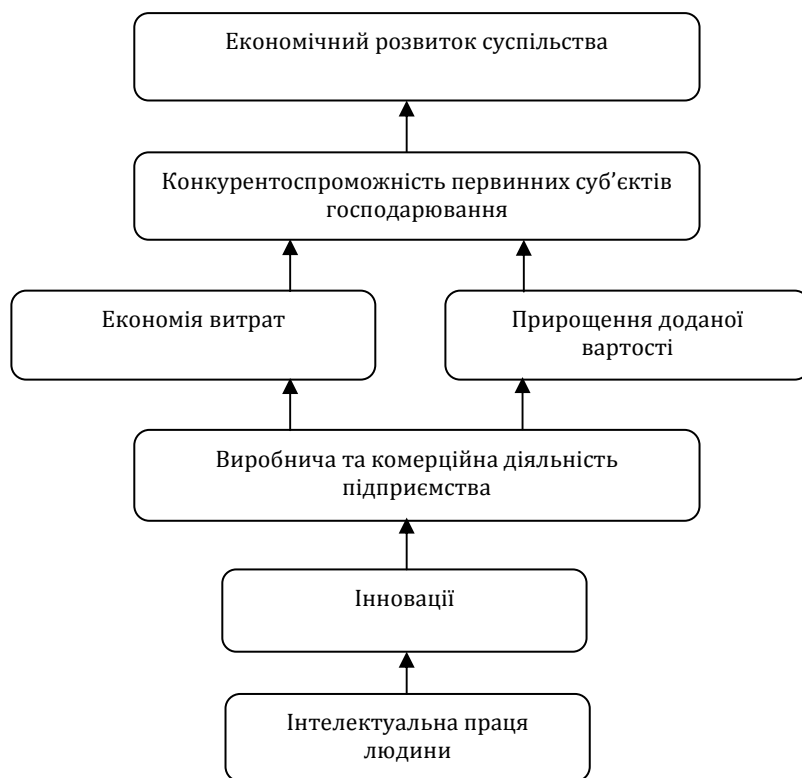 Економічний розвиток суспільства
Конкурентоспроможність первинних суб’єктів
господарювання
Економія витрат
Прирощення доданої
вартості
Виробнича та комерційна діяльність
підприємства
Інновації
Інтелектуальна праця
людини